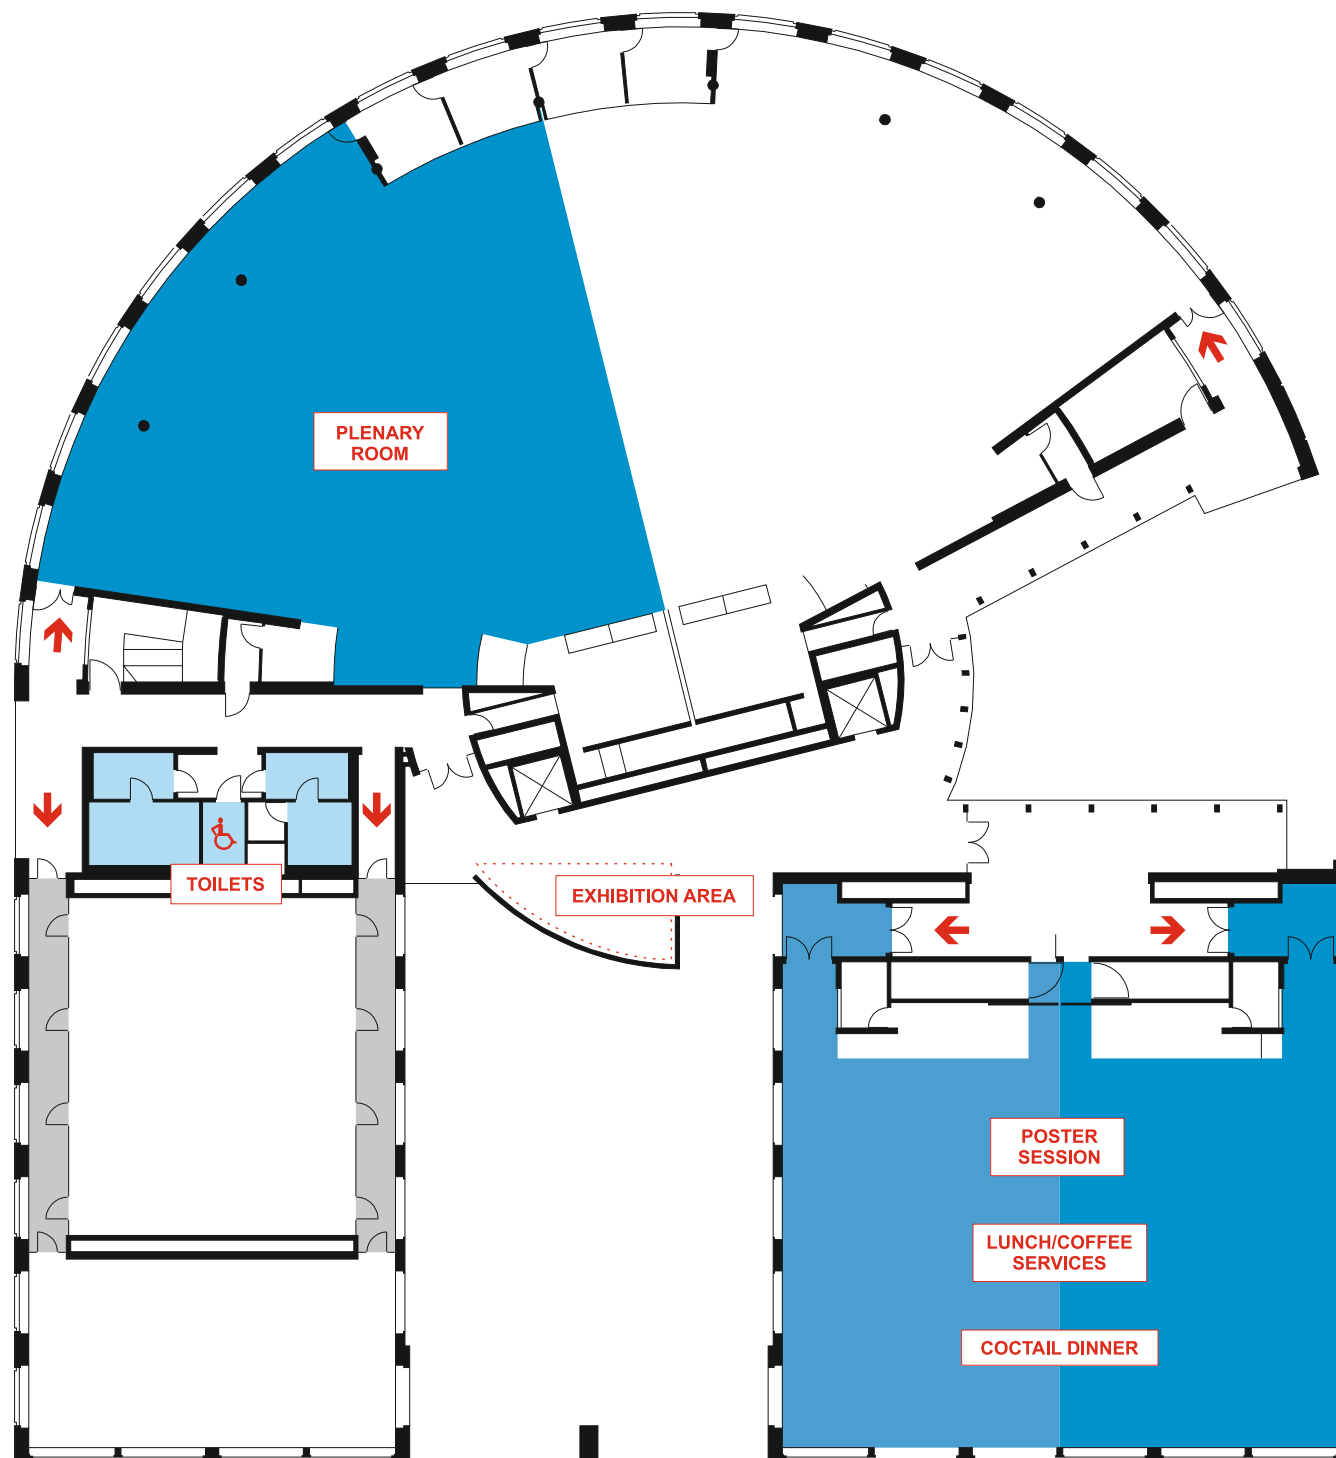 PLENARY
ROOM
TOILETS
EXHIBITION AREA
POSTER
SESSION
LUNCH/COFFEE
SERVICES
COCTAIL DINNER